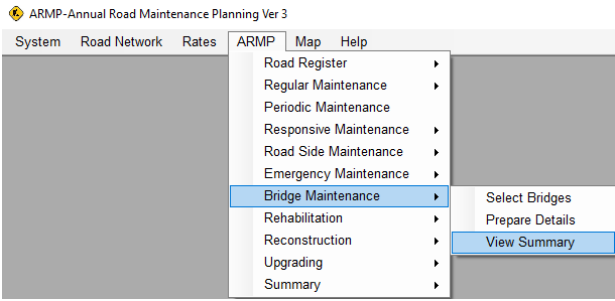 ARMP-Annual Road Maintenance Planning Ver 3
System Road Network Rates ARMP Map Help
Road Register
Regular Maintenance
Periodic Maintenance
Responsive Maintenance
Road Side Maintenance
Emergency Maintenance
Bridge Maintenance Select Bridges
Rehabilitation Prepare Details
Reconstruction View Summary
Upgrading
Summary